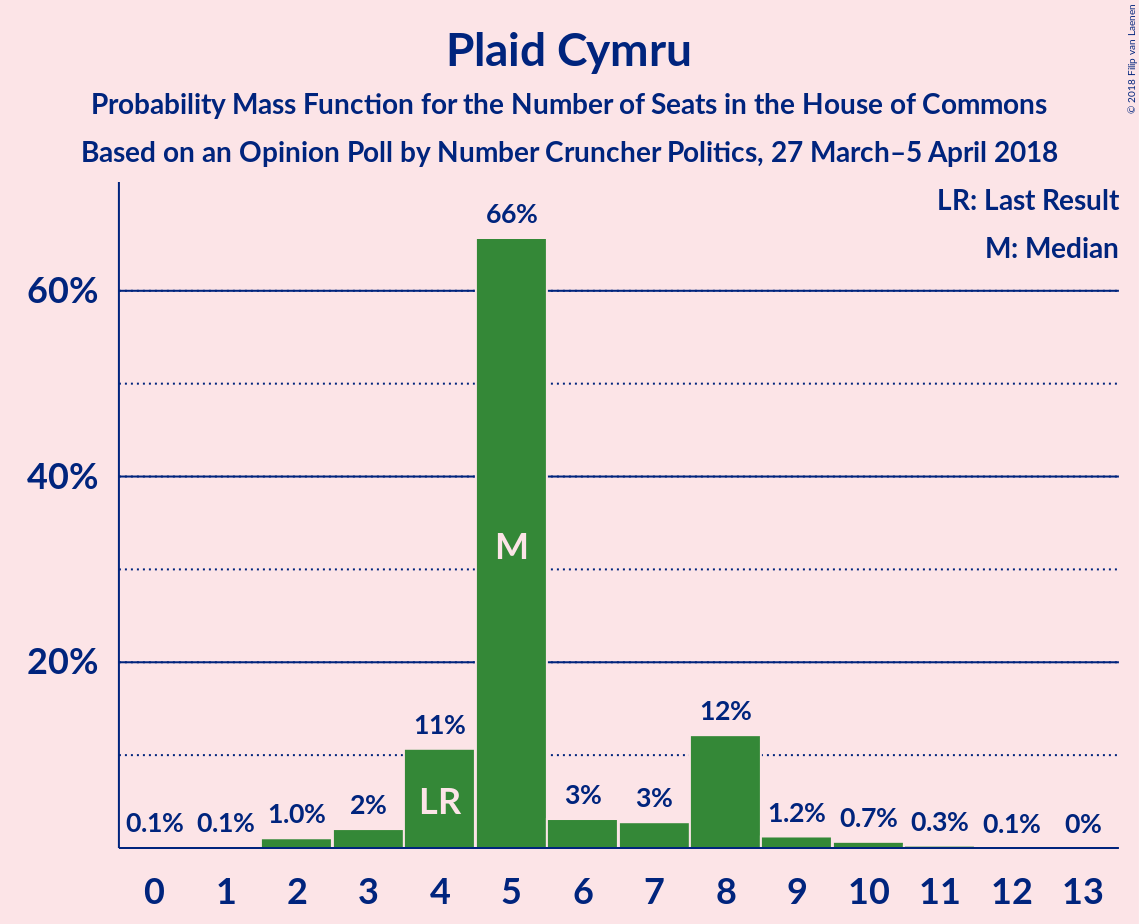 Plaid Cymru
Probability Mass Function for the Number of Seats in the House of Commons
Based on an Opinion Poll by Number Cruncher Politics, 27 March–5 April 2018
© 2018 Filip van Laenen
LR: Last Result
M: Median
60%
40%
20%
0.1%
0.1%
1.0%
2%
11%
66%
3%
3%
12%
1.2%
0.7%
0.3%
0.1%
0%
LR
M
0 1 2 3 4 5 6 7 8 9 10 11 12 13